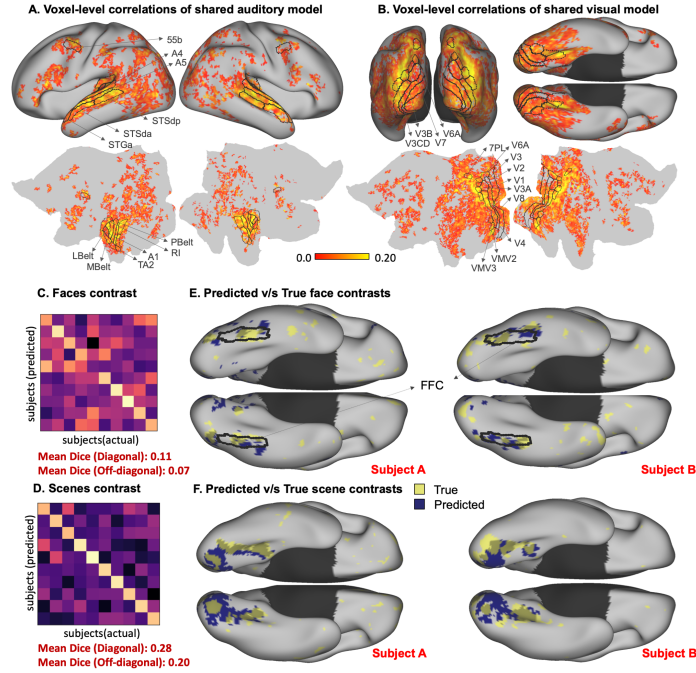 A. Voxel-level correlations of shared auditory model
55b
A4
A5
STSdp
STSda
STGa
PBelt
RI
A1
TA2
MBelt
LBelt
0.0
0.20
B. Voxel-level correlations of shared visual model
V3B
V6A
V3CD
V7
7PL
V6A
V3
V2
V1
V3A
V8
V4
VMV2
VMV3
C. Faces contrast
subjects (predicted)
subjects(actual)
Mean Dice (Diagonal): 0.11
Mean Dice (Off-diagonal): 0.07
D. Scenes contrast
subjects (predicted)
subjects(actual)
Mean Dice (Diagonal): 0.28
Mean Dice (Off-diagonal): 0.20
E. Predicted v/s True face contrasts
FFC
Subject A
Subject B
F. Predicted v/s True scene contrasts
True
Predicted
Subject A
Subject B